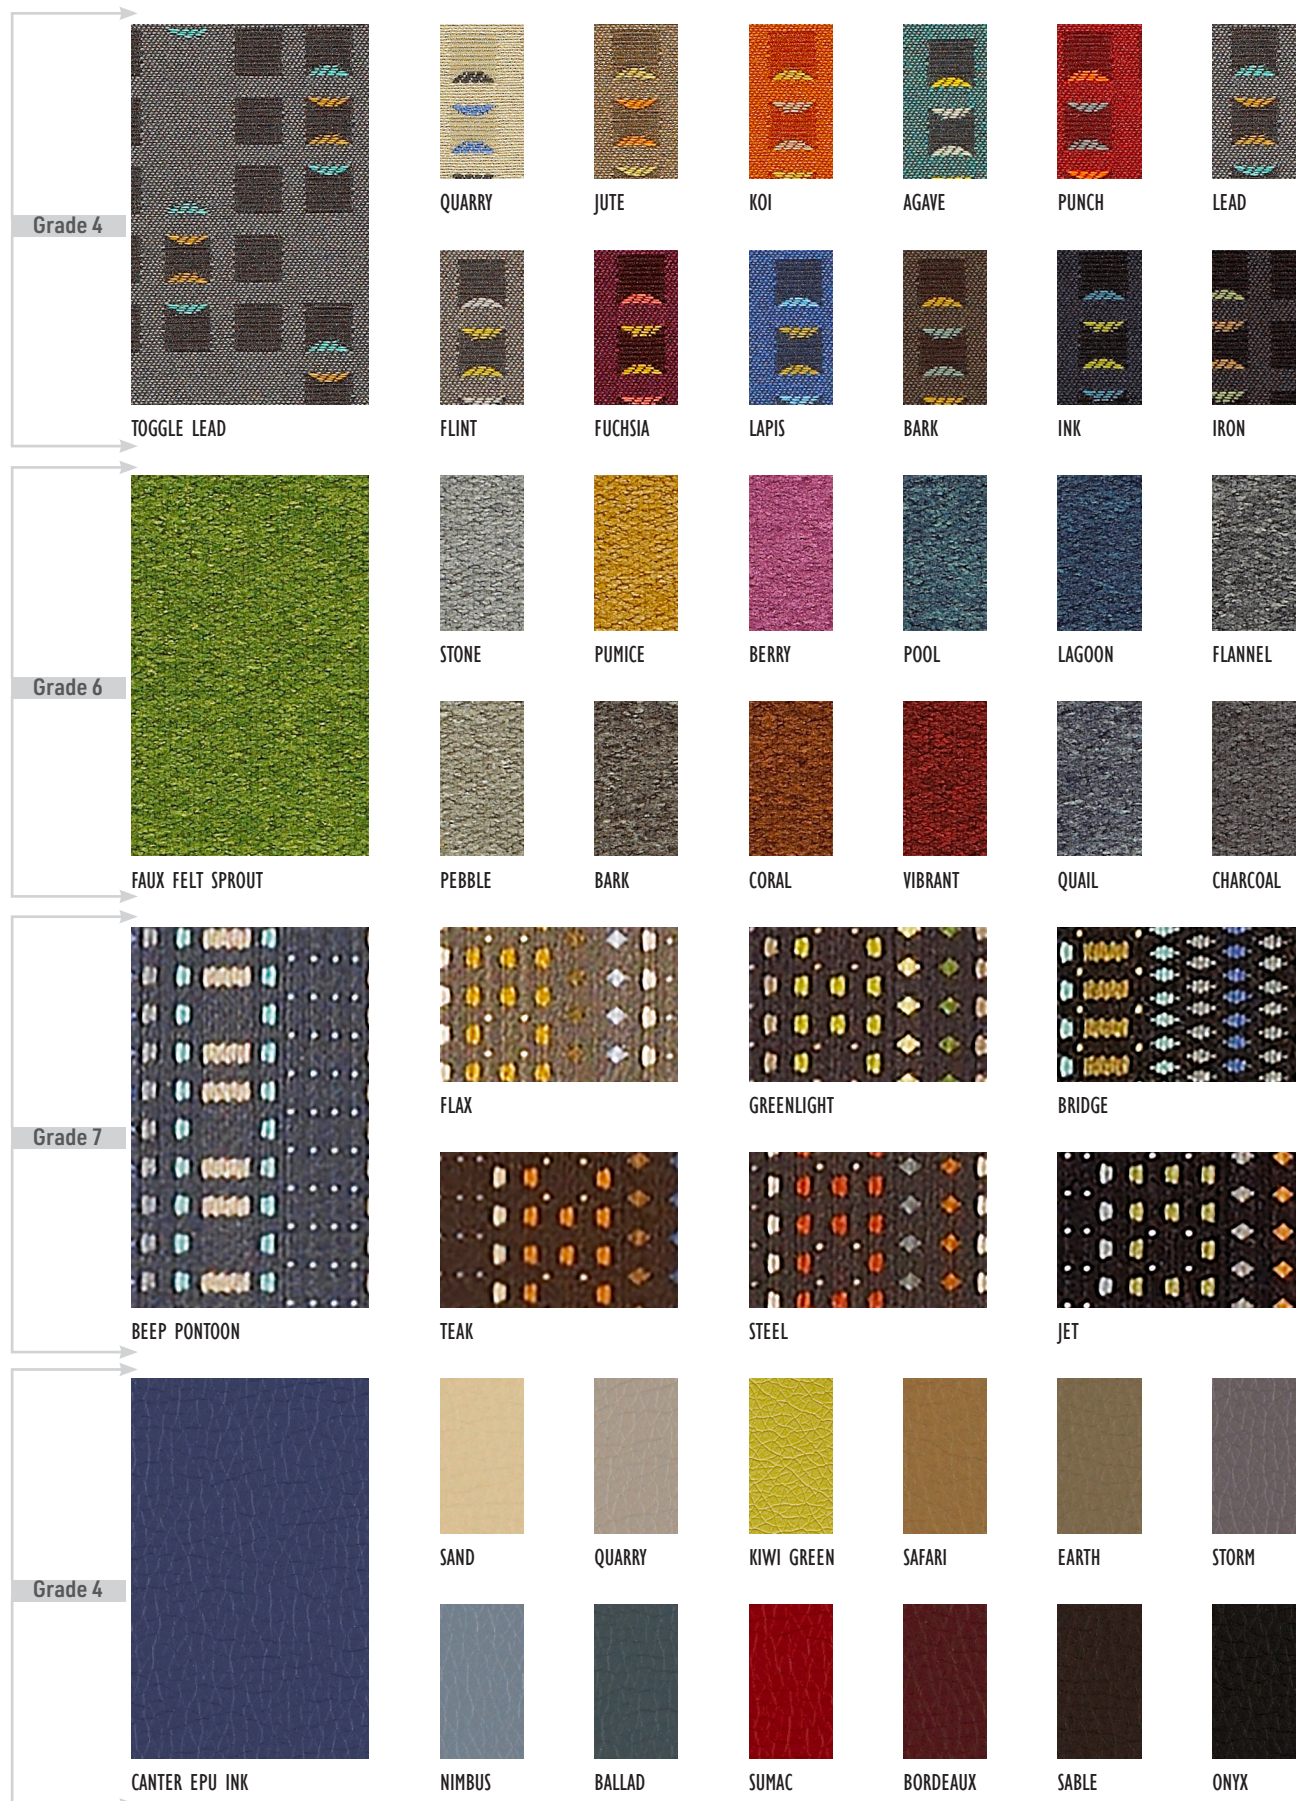 QUARRY JUTE KOI AGAVE PUNCH LEAD
Grade 4
TOGGLE LEAD FLINT FUCHSIA LAPIS BARK INK IRON
STONE PUMICE BERRY POOL LAGOON FLANNEL
Grade 6
FAUX FELT SPROUT PEBBLE BARK CORAL VIBRANT QUAIL CHARCOAL
FLAX GREENLIGHT BRIDGE
Grade 7
BEEP PONTOON TEAK STEEL JET
SAND QUARRY KIWI GREEN SAFARI EARTH STORM
Grade 4
CANTER EPU INK NIMBUS BALLAD SUMAC BORDEAUX SABLE ONYX